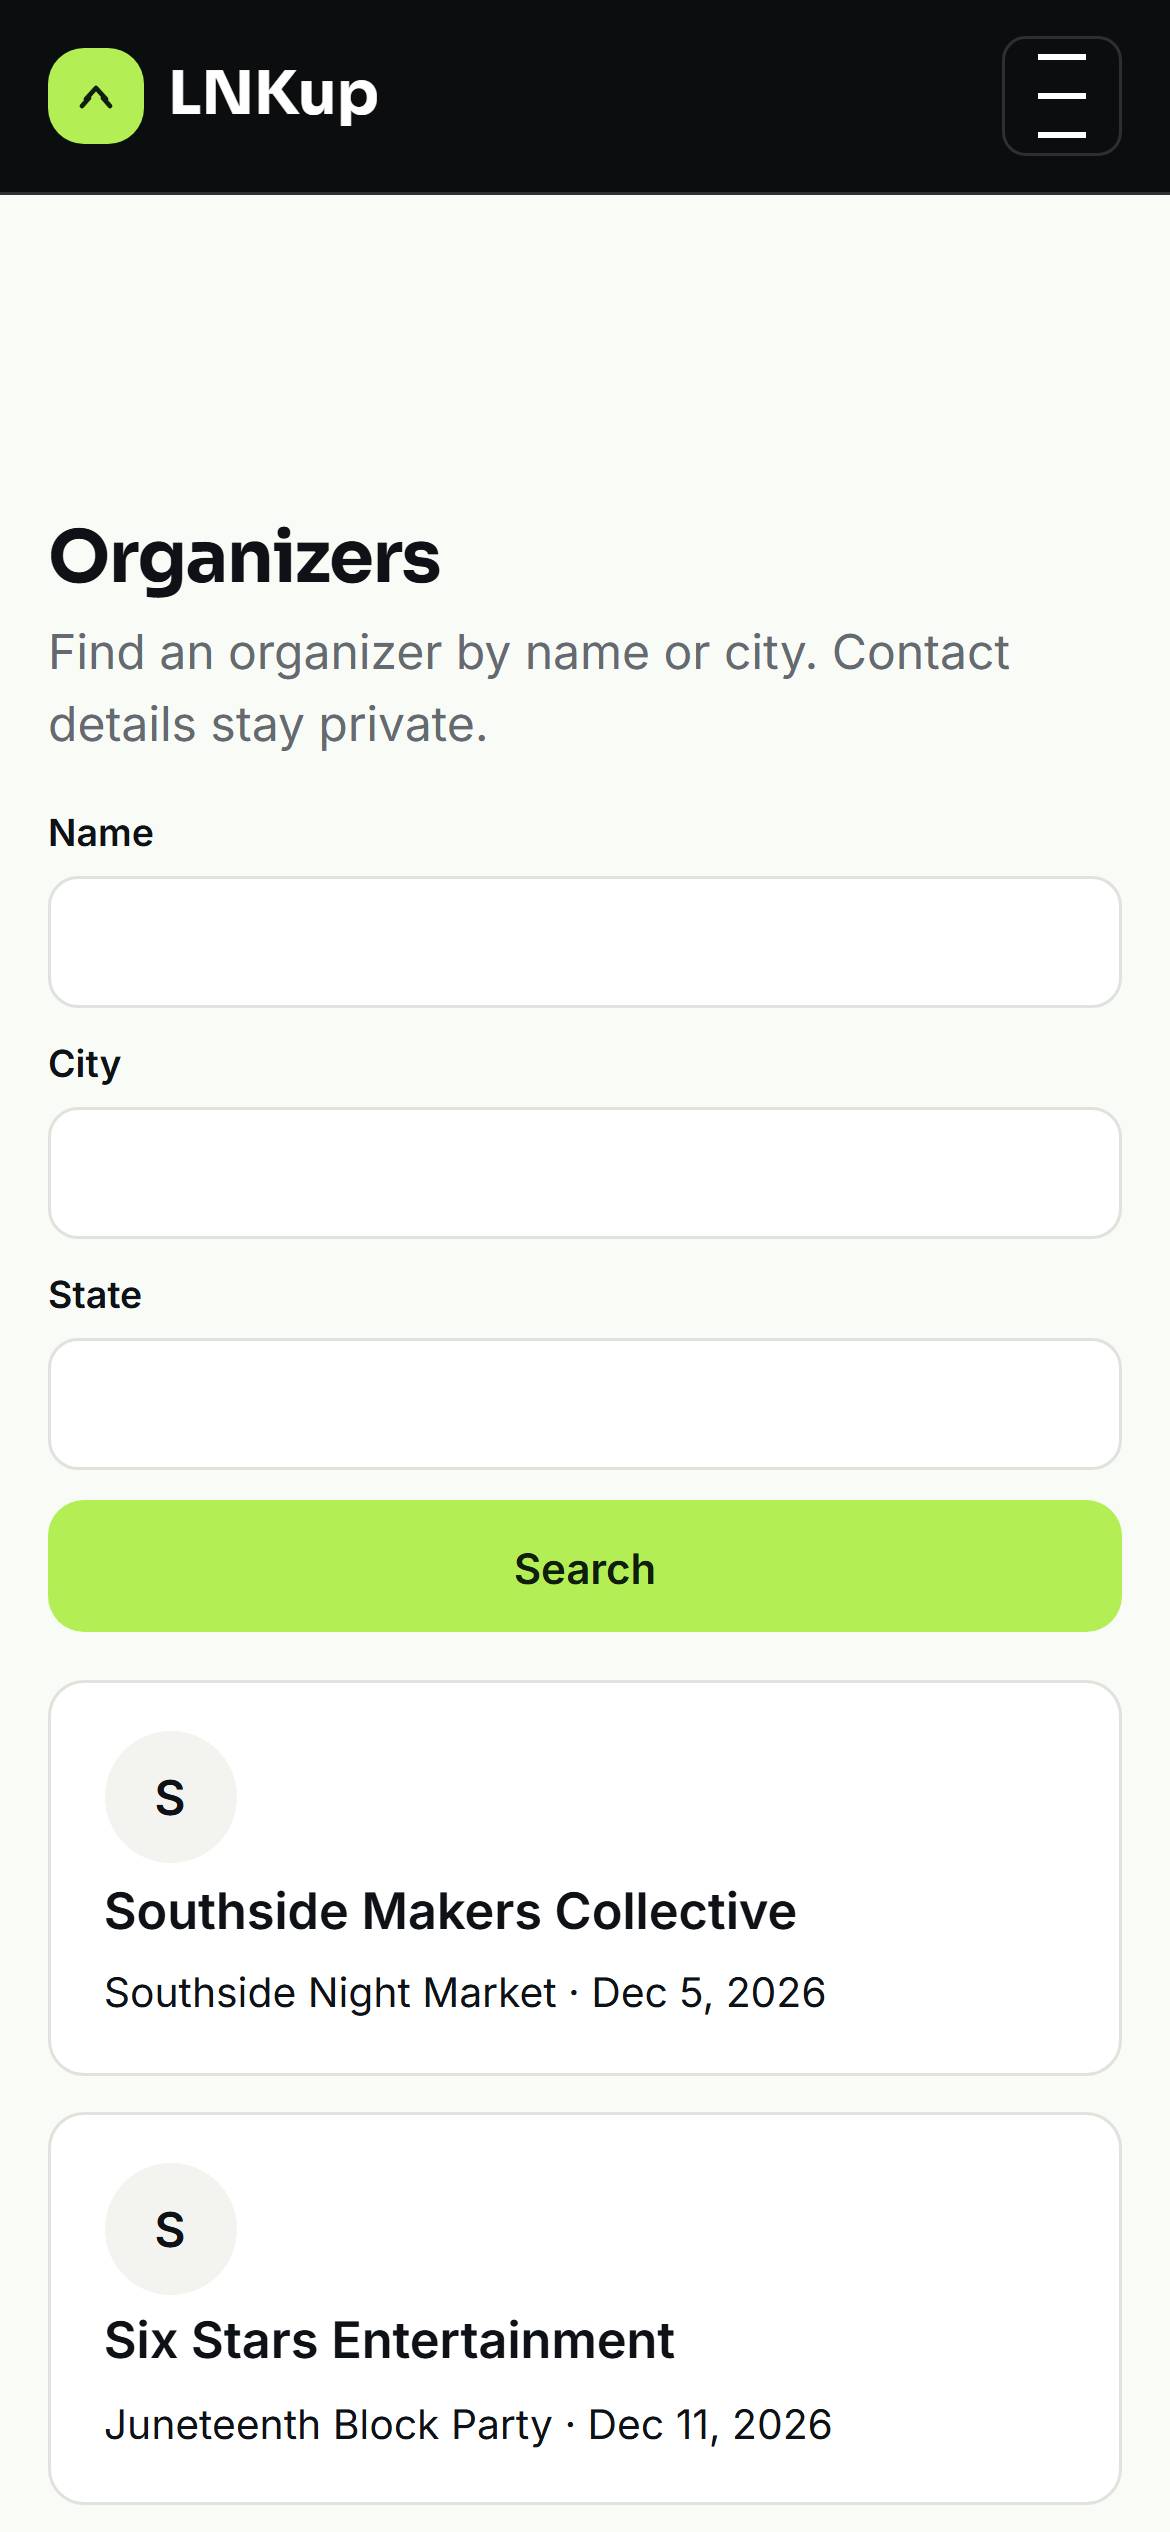 LNKup
Organizers
Find an organizer by name or city. Contact
details stay private.
Name
City
State
Search
S
Southside Makers Collective
Southside Night Market · Dec 5, 2026
S
Six Stars Entertainment
Juneteenth Block Party · Dec 11, 2026